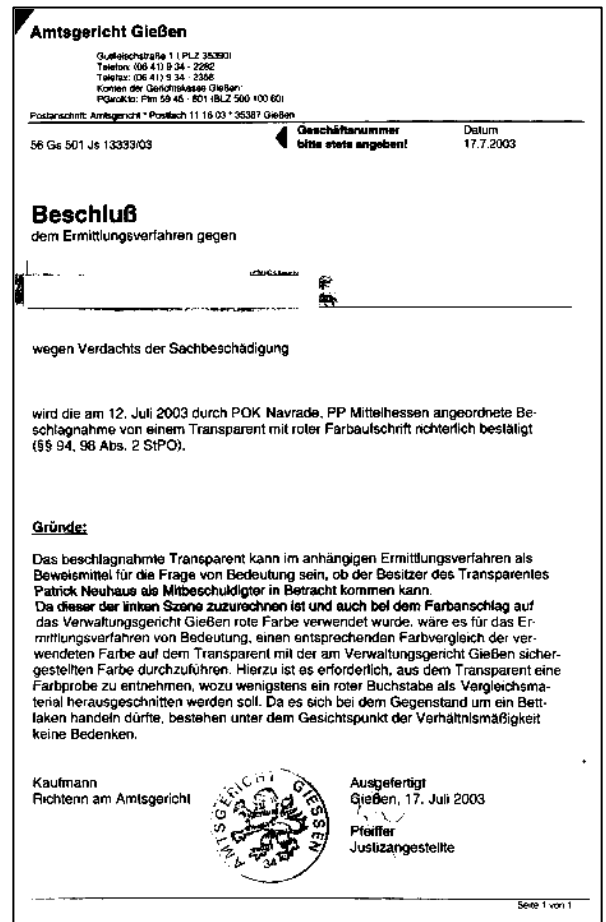 Amtsgericht Gießen
Gutfleischstraße 1 ( PLZ 35390)
Telefon: (06 41) 9 34 - 2282
Telefax: (06 41) 9 34 -
Konten der Gerichtskasse Gießen:
60)
Postanschrift: Amtsgericht * Postfach 11 16 03 * 35387 Gießen
56 Gs 501 Js 13333/03
Geschäftsnummer
bitte stets angeben!
Datum
17.7.2003
Beschluß
dem Ermittlungsverfahren gegen
wegen Verdachts der Sachbeschädigung
wird die am 12. Juli 2003 durch POK Navrade, PP Mittelhessen angeordnete Be-
schlagnahme von einem Transparent mit roter Farbaufschrift richterlich bestätigt
(§§ 94, 98 Abs. 2 StPO).
Gründe:
Das beschlagnahmte Transparent kann im anhängigen Ermittlungsverfahren als
Beweismittel für die Frage von Bedeutung sein, ob der Besitzer des Transparentes
Patrick Neuhaus als Mitbeschuldigter in Betracht kommen kann.
Da dieser der linken Szene zuzurechnen ist und auch bei dem Farbanschlag auf
das Verwaltungsgericht Gießen rote Farbe verwendet wurde, wäre es für das Er-
mittlungsverfahren von Bedeutung, einen entsprechenden Farbvergleich der ver-
wendeten Farbe auf dem Transparent mit der am Verwaltungsgericht Gießen sicher-
gestellten Farbe durchzuführen. Hierzu ist es erforderlich, aus dem Transparent eine
Farbprobe zu entnehmen, wozu wenigstens ein roter Buchstabe als Vergleichsma-
terial herausgeschnitten werden soll. Da es sich bei dem Gegenstand um ein Bett-
laken handeln dürfte, bestehen unter dem Gesichtspunkt der Verhältnismäßigkeit
keine Bedenken.
Kaufmann
Richterin am Amtsgericht
AMTSGERICHT GIESSEN
34
Ausgefertigt
Gießen, 17. Juli 2003
Pfeiffer
Justizangestellte
Seite 1 von 1